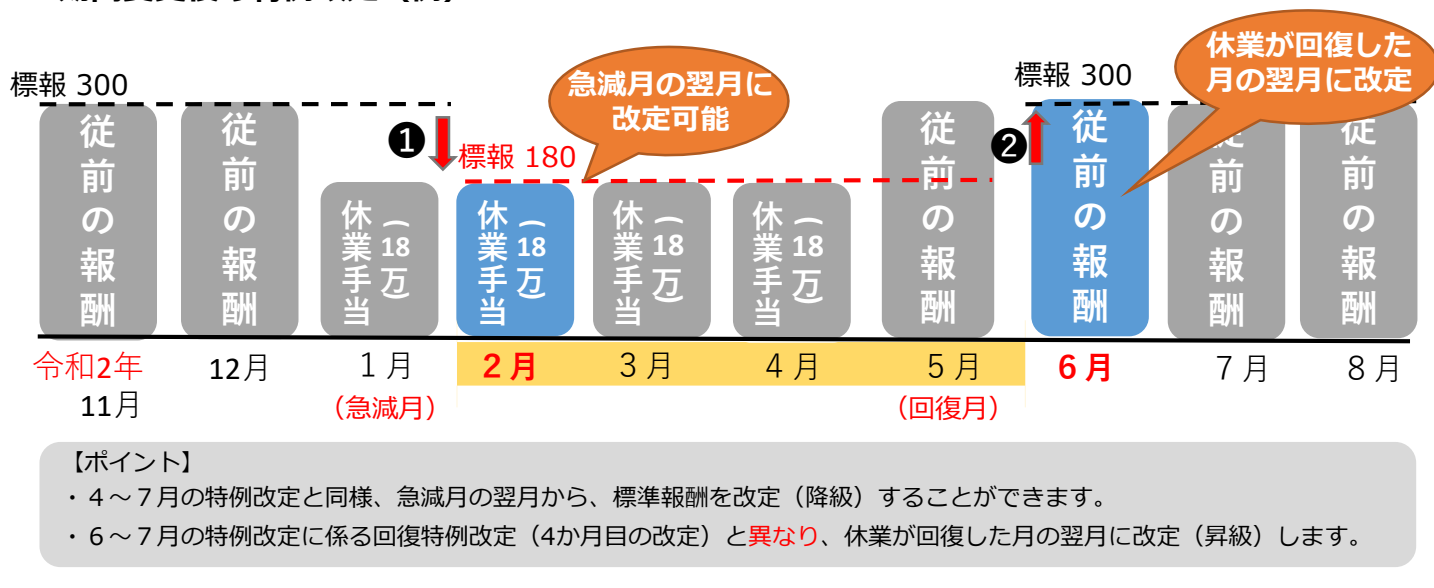 標報 300
急減月の翌月に
改定可能
標報 300
休業が回復した
月の翌月に改定
❶
標報 180
❷
従前の報酬
従前の報酬
休業手当
（18万）
休業手当
（18万）
休業手当
（18万）
休業手当
（18万）
従前の報酬
従前の報酬
従前の報酬
従前の報酬
令和2年
11月
12月
１月
（急減月）
２月
３月
４月
５月
（回復月）
６月
７月
８月
【ポイント】
・４～７月の特例改定と同様、急減月の翌月から、標準報酬を改定（降級）することができます。
・６～７月の特例改定に係る回復特例改定（4か月目の改定）と異なり、休業が回復した月の翌月に改定（昇級）します。